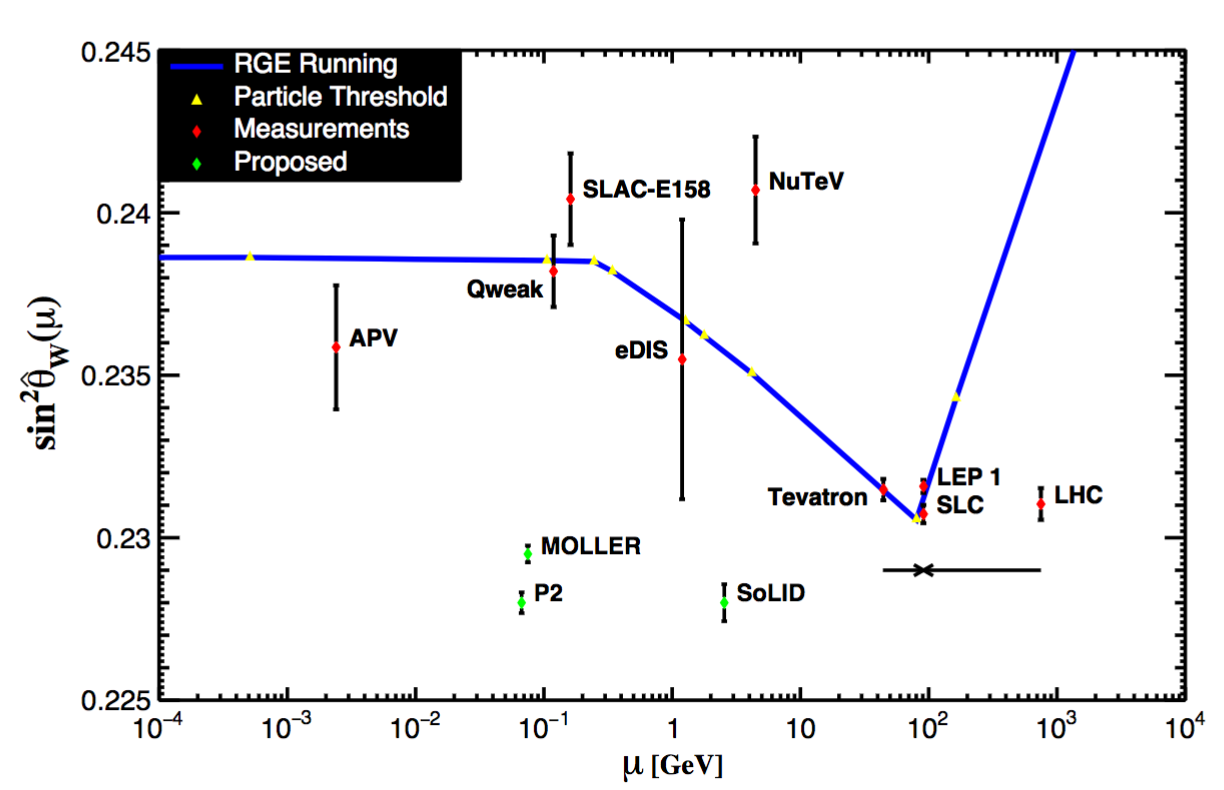 0.245
RGE Running
Particle Threshold
Measurements
Proposed
SLAC-E158
NuTeV
0.24
Qweak
APV
eDIS
0.235
LEP 1
Tevatron
SLC
LHC
0.23
MOLLER
P2
SoLID
0.225
sin²θ̂_W(μ)
10⁻⁴ 10⁻³ 10⁻² 10⁻¹ 1 10 10² 10³ 10⁴
μ [GeV]